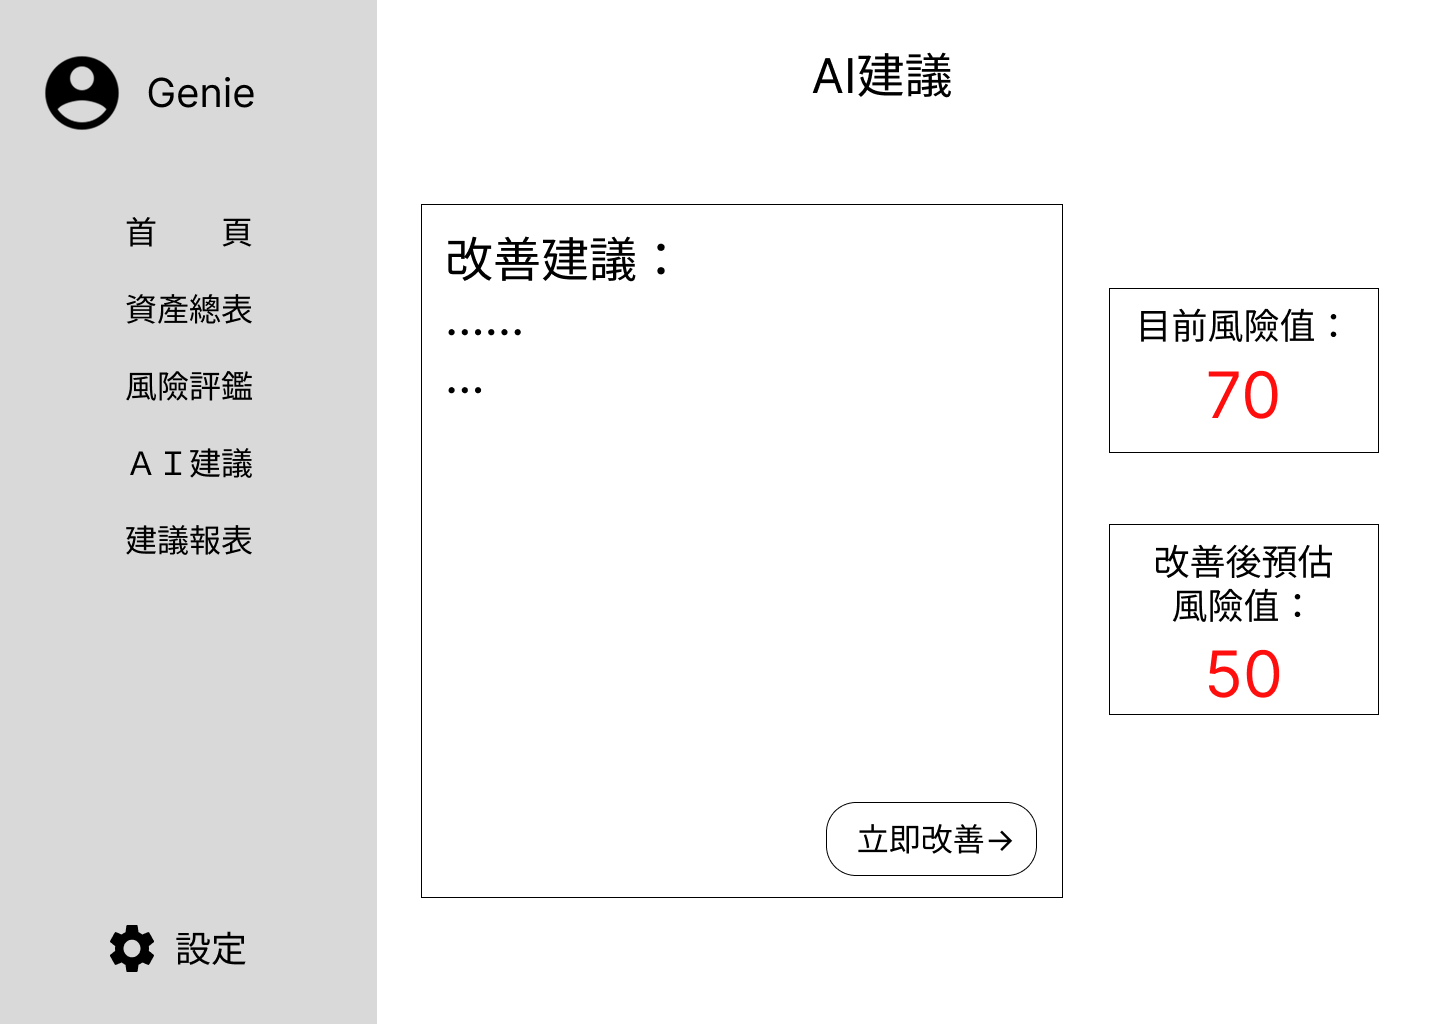 Genie
首　　頁
資產總表
風險評鑑
ＡＩ建議
建議報表
設定
AI建議
改善建議：
......
...
立即改善→
目前風險值：
70
改善後預估
風險值：
50